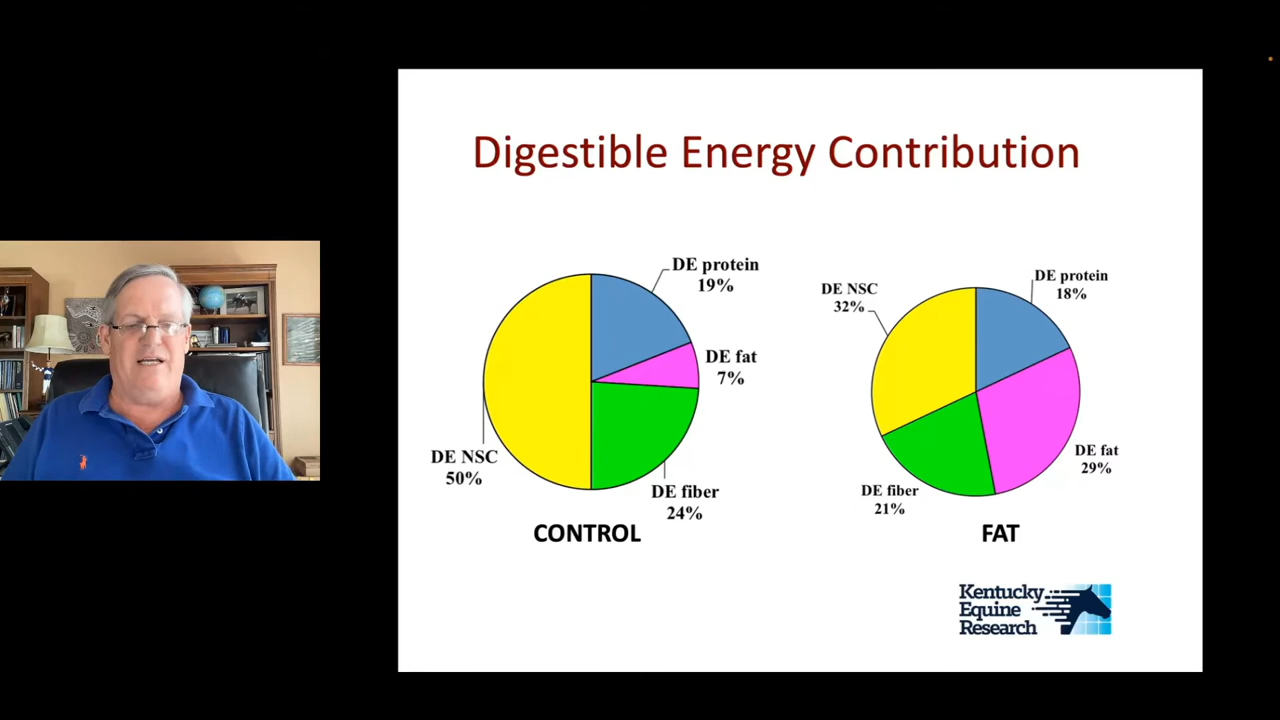 Digestible Energy Contribution
DE protein
19%
DE fat
7%
DE NSC
50%
DE fiber
24%
CONTROL
DE NSC
32%
DE protein
18%
DE fat
29%
DE fiber
21%
FAT
Kentucky
Equine
Research